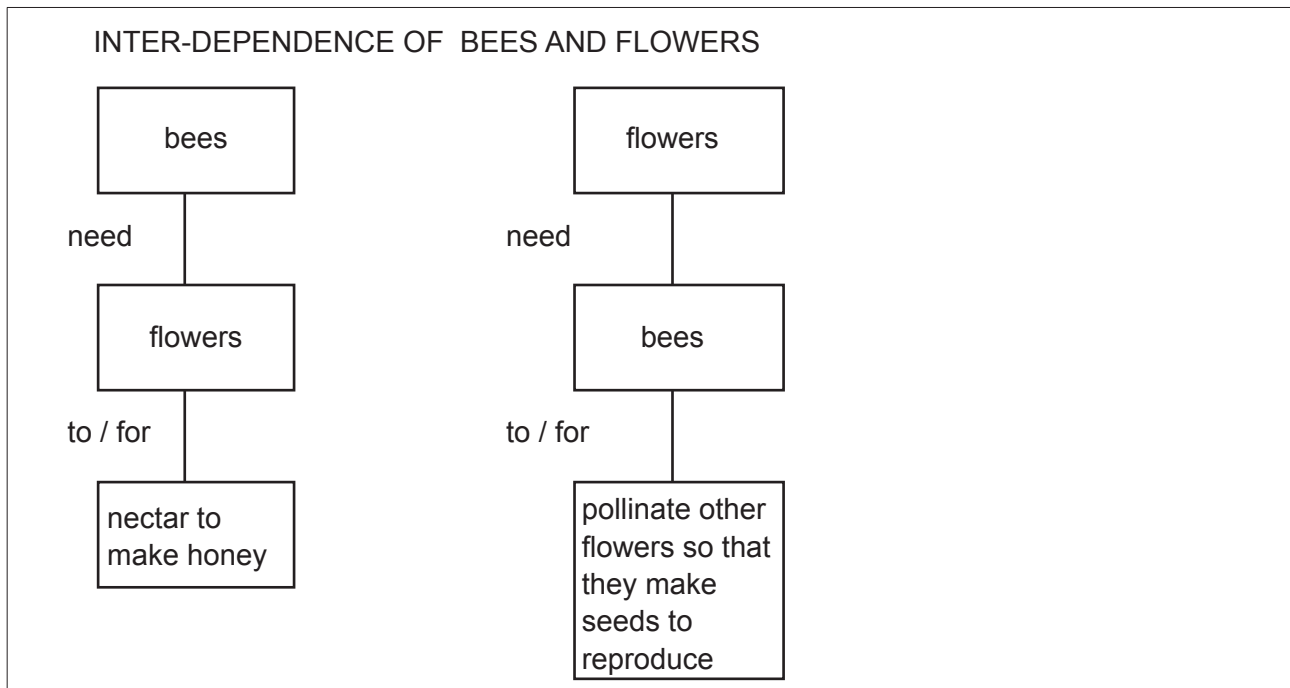 INTER-DEPENDENCE OF BEES AND FLOWERS
bees
need
flowers
to / for
nectar to
make honey
flowers
need
bees
to / for
pollinate other
flowers so that
they make
seeds to
reproduce